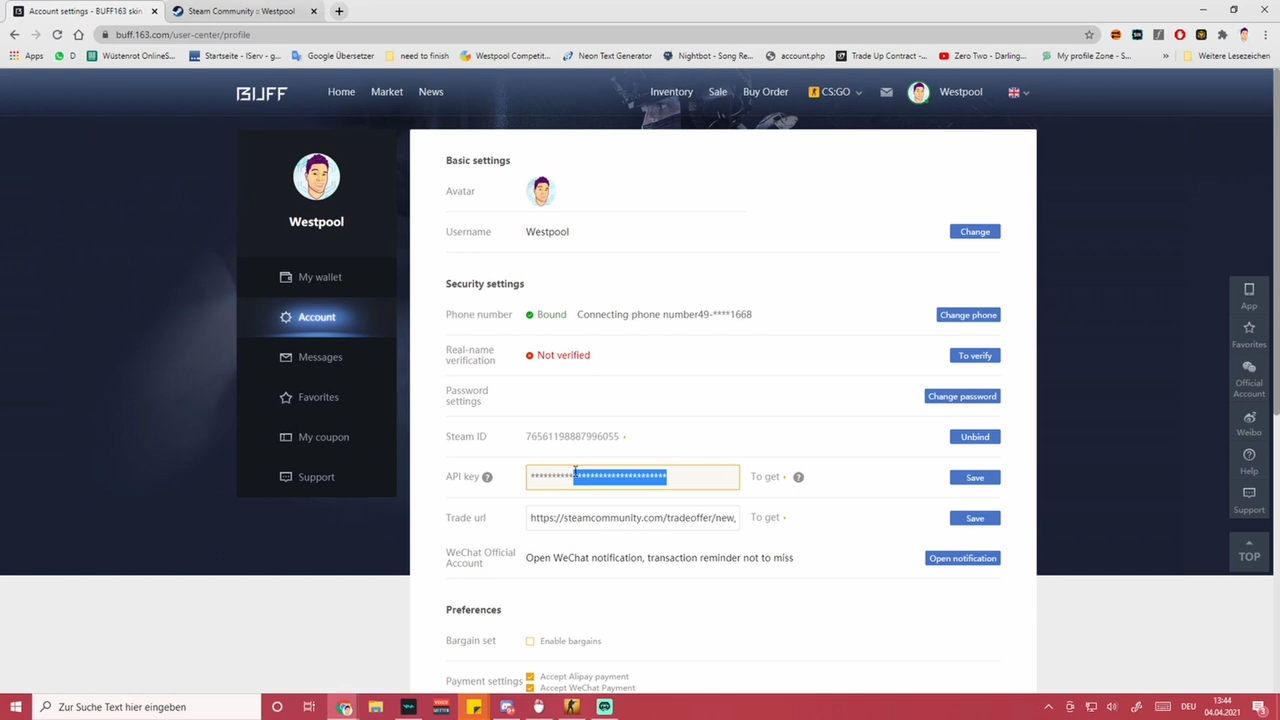 Account settings - BUFF163 skin
Steam Community :: Westpool
buff.163.com/user-center/profile
Apps
D
Wüstenrot OnlineS...
Startseite - IServ - g...
Google Übersetzer
need to finish
Westpool Competit...
Neon Text Generator
Nightbot - Song Re...
account.php
Trade Up Contract -...
Zero Two - Darling...
My profile Zone - S...
»
Weitere Lesezeichen
BUFF
Home
Market
News
Inventory
Sale
Buy Order
CS:GO
Westpool
Westpool
My wallet
Account
Messages
Favorites
My coupon
Support
Basic settings
Avatar
Username
Westpool
Change
Security settings
Phone number
Bound
Connecting phone number49-****1668
Change phone
Real-name
verification
Not verified
To verify
Password
settings
Change password
Steam ID
76561198887996055
Unbind
API key
********************************
To get
Save
Trade url
https://steamcommunity.com/tradeoffer/new,
To get
Save
WeChat Official
Account
Open WeChat notification, transaction reminder not to miss
Open notification
Preferences
Bargain set
Enable bargains
Payment settings
Accept Alipay payment
Accept WeChat Payment
App
Favorites
Official
Account
Weibo
Help
Support
TOP
Zur Suche Text hier eingeben
DEU
13:44
04.04.2021